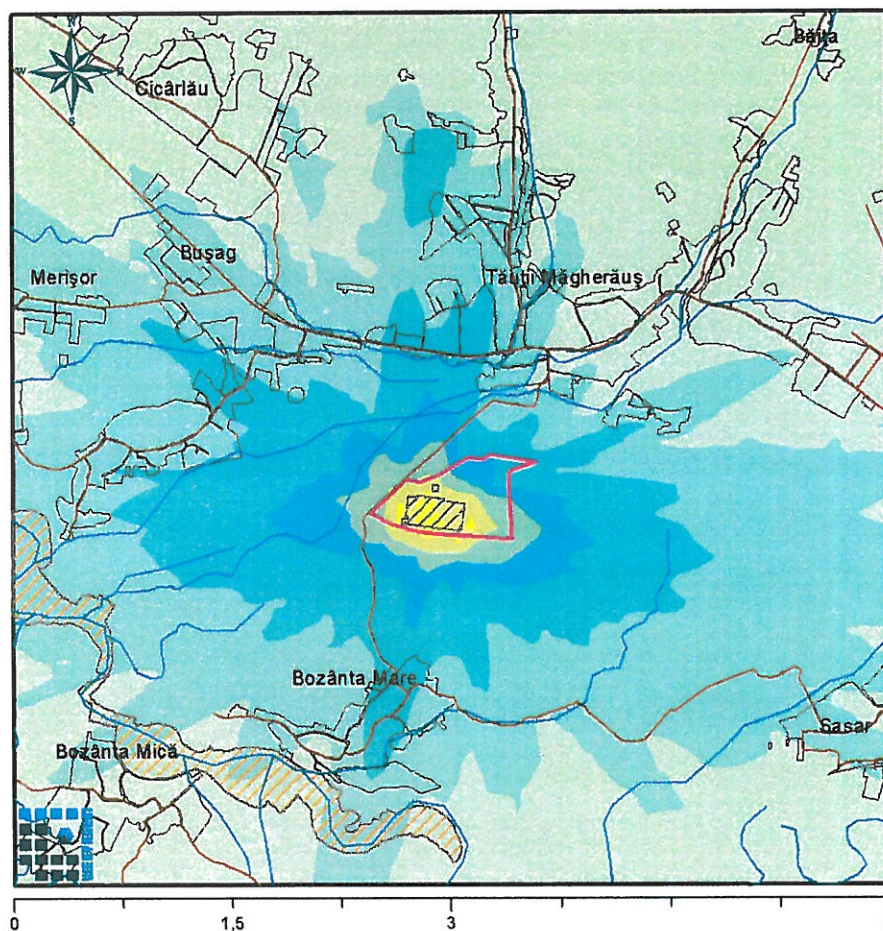 N
W
S
Cicârlău
Băița
Bușag
Merișor
Tăuții Măgherăuș
Bozânta Mare
Bozânta Mică
Sasar
0 1,5 3